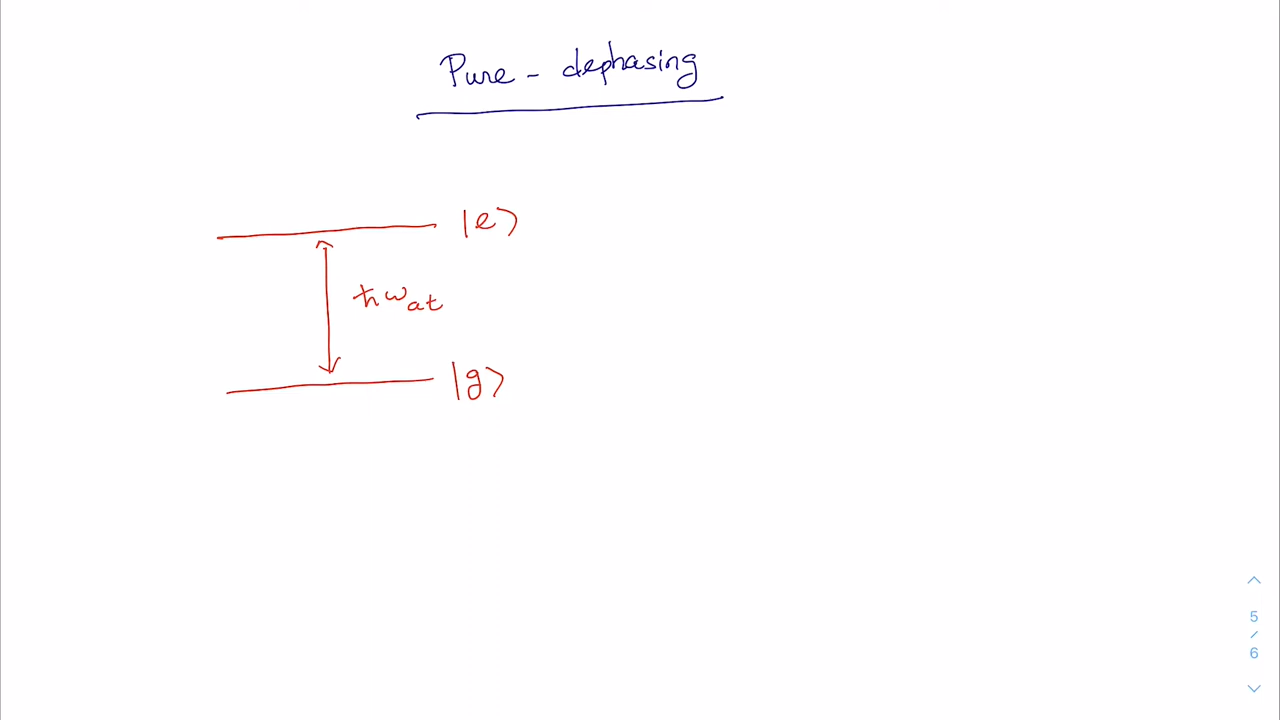 Pure - dephasing
|e⟩
ħω_at
|g⟩
5
/
6